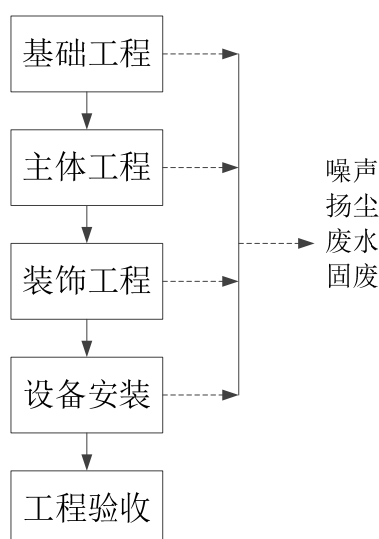 基础工程
主体工程
装饰工程
设备安装
工程验收
噪声
扬尘
废水
固废